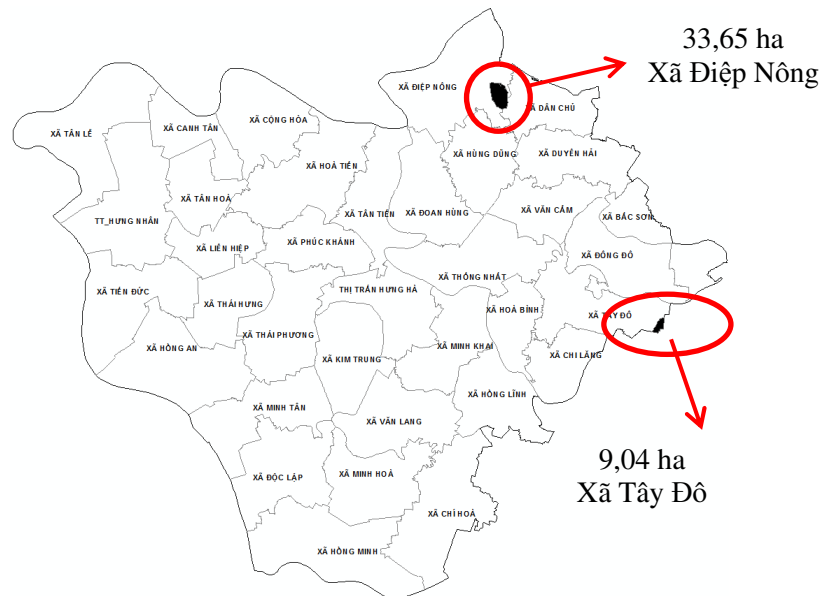 33,65 ha
Xã Điệp Nông
XÃ ĐIỆP NÔNG
Ã DÂN CHỦ
XÃ CỘNG HÒA
XÃ CANH TÂN
XÃ TÂN LỄ
XÃ HÙNG DŨNG
XÃ DUYÊN HẢI
XÃ HOÀ TIẾN
XÃ TÂN HOÀ
XÃ TÂN TIẾN
XÃ ĐOAN HÙNG
XÃ VĂN CẨM
XÃ BẮC SƠN
TT_HƯNG NHÂN
XÃ LIÊN HIỆP
XÃ PHÚC KHÁNH
XÃ ĐÔNG ĐÔ
XÃ THỐNG NHẤT
XÃ TIẾN ĐỨC
THỊ TRẤN HƯNG HÀ
XÃ THÁI HƯNG
XÃ HOÀ BÌNH
XÃ TÂY ĐÔ
XÃ THÁI PHƯƠNG
XÃ HỒNG AN
XÃ KIM TRUNG
XÃ MINH KHAI
XÃ CHI LĂNG
XÃ HỒNG LĨNH
XÃ MINH TÂN
XÃ VĂN LANG
9,04 ha
Xã Tây Đô
XÃ ĐỘC LẬP
XÃ MINH HOÀ
XÃ CHÍ HOÀ
XÃ HỒNG MINH